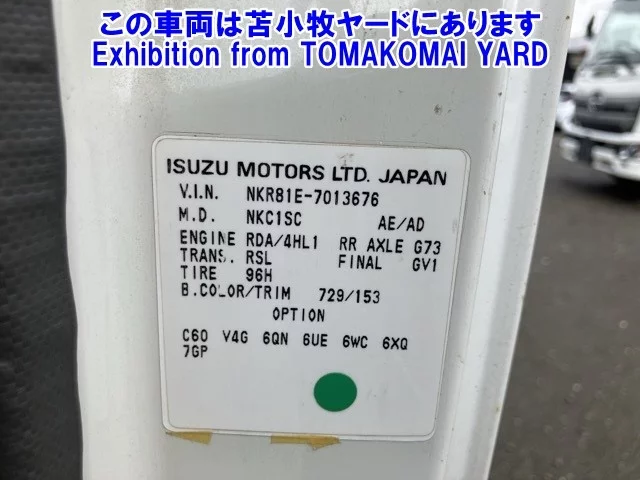 この車両は苫小牧ヤードにあります
Exhibition from TOMAKOMAI YARD
ISUZU MOTORS LTD. JAPAN
V.I.N. NKR81E-7013676
M.D. NKC1SC AE/AD
ENGINE RDA/4HL1 RR AXLE G73
TRANS. RSL FINAL GV1
TIRE 96H
B.COLOR/TRIM 729/153
OPTION
C60 V4G 6QN 6UE 6WC 6XQ
7GP